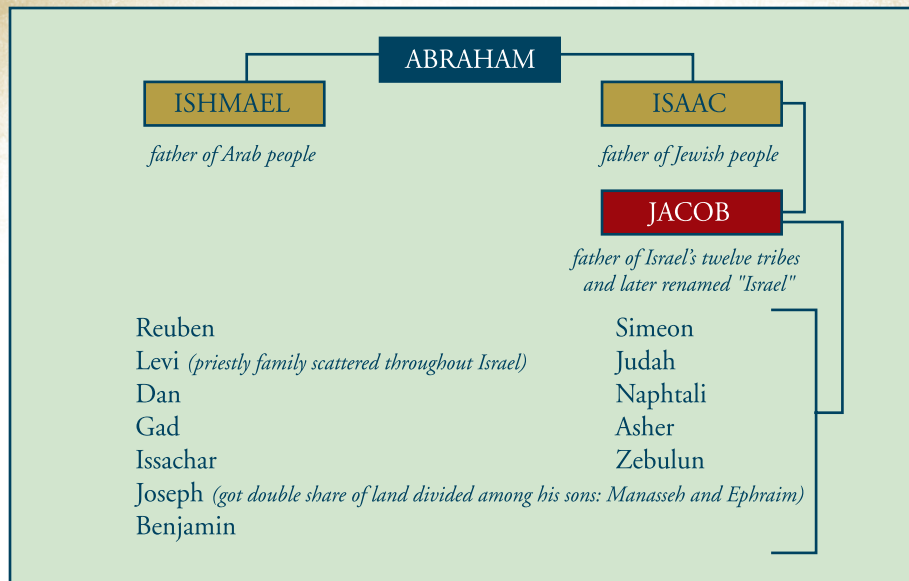 ABRAHAM
ISHMAEL
ISAAC
father of Arab people
father of Jewish people
JACOB
father of Israel's twelve tribes
and later renamed "Israel"
Reuben
Simeon
Levi (priestly family scattered throughout Israel)
Judah
Dan
Naphtali
Gad
Asher
Issachar
Zebulun
Joseph (got double share of land divided among his sons: Manasseh and Ephraim)
Benjamin